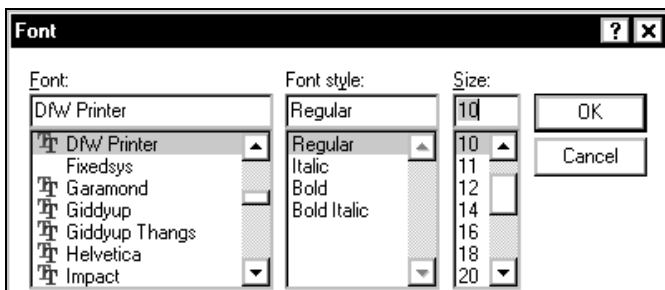 Font
Font: Font style: Size:
DfW Printer Regular 10 OK
DfW Printer Regular 10
Fixedsys Italic 11 Cancel
Garamond Bold 12
Giddyup Bold Italic 14
Giddyup Thangs 16
Helvetica 18
Impact 20